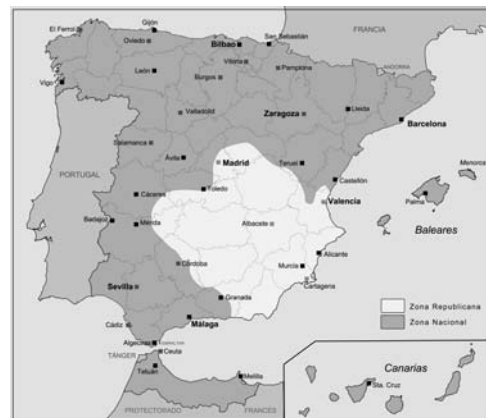 FRANCIA
El Ferrol
Gijón
Oviedo
Bilbao
San Sebastián
Vitoria
ANDORRA
Vigo
León
Burgos
Pamplona
Valladolid
Zaragoza
Lleida
Barcelona
Salamanca
Ávila
Madrid
Teruel
Menorca
PORTUGAL
Cáceres
Toledo
Castellón
Valencia
Palma
Badajoz
Mérida
Albacete
Baleares
Córdoba
Murcia
Alicante
Sevilla
Granada
Cartagena
Cádiz
Málaga
Zona Republicana
Zona Nacional
Algeciras
TÁNGER
Ceuta
Tetuán
Melilla
Canarias
Sta. Cruz
PROTECTORADO
FRANCÉS